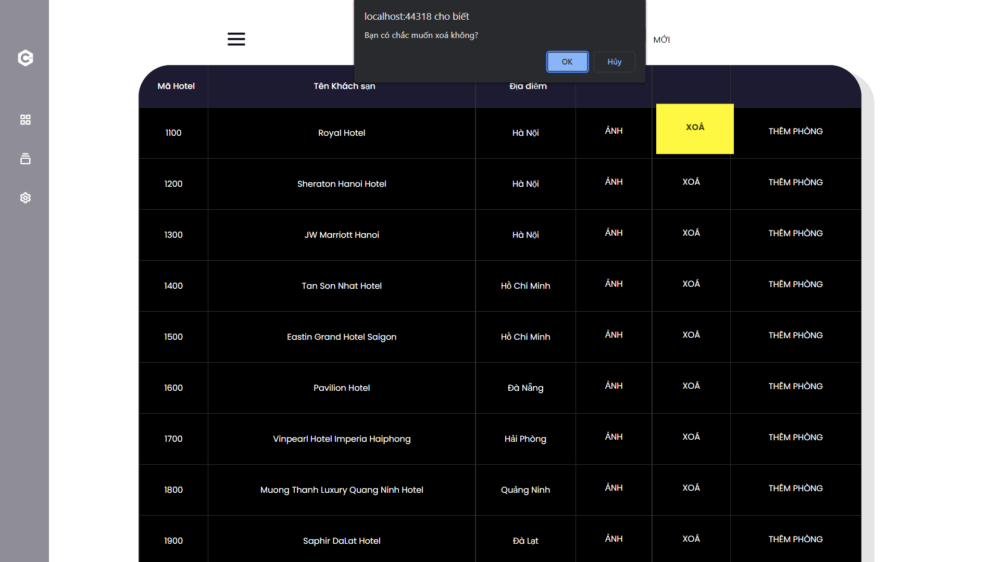 localhost:44318 cho biết
Bạn có chắc muốn xoá không?
OK Hủy
MỚI
Mã Hotel Tên Khách sạn Địa điểm
1100 Royal Hotel Hà Nội ẢNH XOÁ THÊM PHÒNG
1200 Sheraton Hanoi Hotel Hà Nội ẢNH XOÁ THÊM PHÒNG
1300 JW Marriott Hanoi Hà Nội ẢNH XOÁ THÊM PHÒNG
1400 Tan Son Nhat Hotel Hồ Chí Minh ẢNH XOÁ THÊM PHÒNG
1500 Eastin Grand Hotel Saigon Hồ Chí Minh ẢNH XOÁ THÊM PHÒNG
1600 Pavilion Hotel Đà Nẵng ẢNH XOÁ THÊM PHÒNG
1700 Vinpearl Hotel Imperia Haiphong Hải Phòng ẢNH XOÁ THÊM PHÒNG
1800 Muong Thanh Luxury Quang Ninh Hotel Quảng Ninh ẢNH XOÁ THÊM PHÒNG
1900 Saphir DaLat Hotel Đà Lạt ẢNH XOÁ THÊM PHÒNG